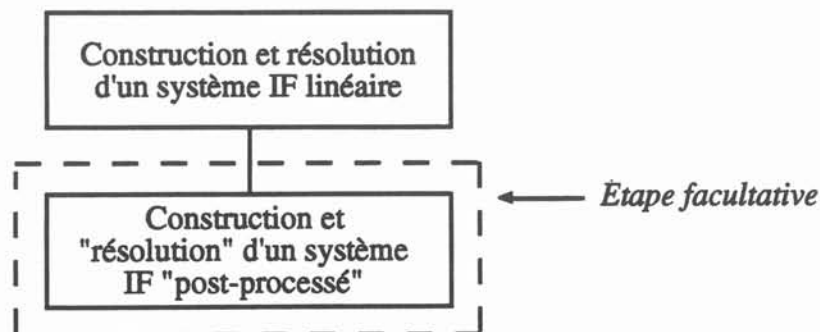 Construction et résolution
d'un système IF linéaire
Étape facultative
Construction et
"résolution" d'un système
IF "post-processé"